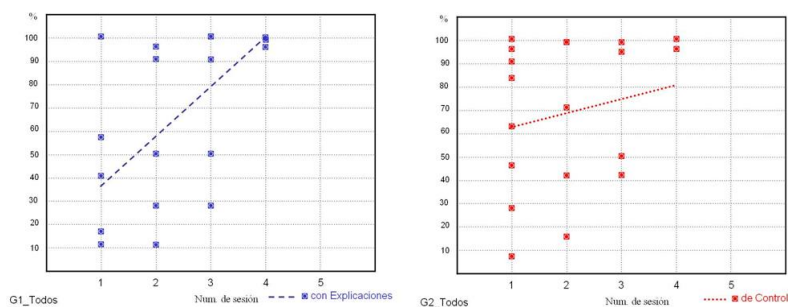 %
100
90
80
70
60
50
40
30
20
10
1 2 3 4 5
G1_Todos
Num. de sesión
con Explicaciones
%
100
90
80
70
60
50
40
30
20
10
1 2 3 4 5
G2_Todos
Num. de sesión
de Control